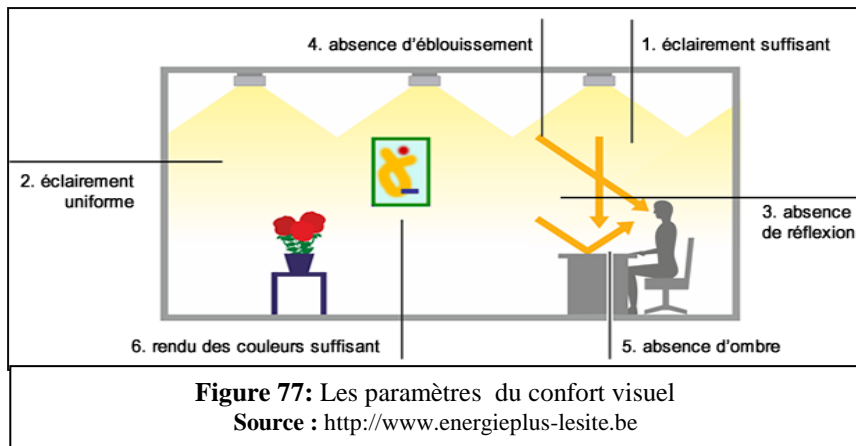 4. absence d'éblouissement
1. éclairement suffisant
2. éclairement
uniforme
3. absence
de réflexion
6. rendu des couleurs suffisant
5. absence d'ombre
Figure 77: Les paramètres du confort visuel
Source : http://www.energieplus-lesite.be